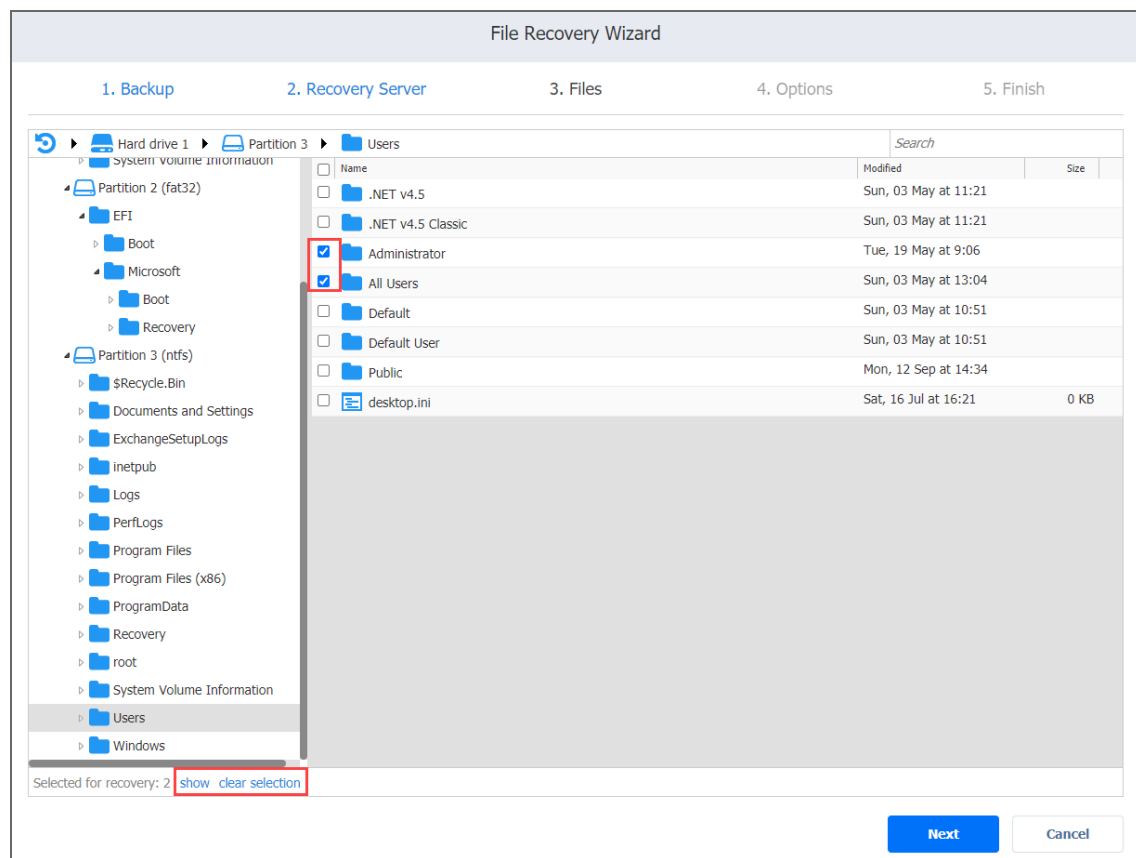 File Recovery Wizard
1. Backup 2. Recovery Server 3. Files 4. Options 5. Finish
Hard drive 1 Partition 3 Users Search
System Volume Information
Partition 2 (fat32)
EFI
Boot
Microsoft
Boot
Recovery
Partition 3 (ntfs)
$Recycle.Bin
Documents and Settings
ExchangeSetupLogs
inetpub
Logs
PerfLogs
Program Files
Program Files (x86)
ProgramData
Recovery
root
System Volume Information
Users
Windows
Name Modified Size
.NET v4.5 Sun, 03 May at 11:21
.NET v4.5 Classic Sun, 03 May at 11:21
Administrator Tue, 19 May at 9:06
All Users Sun, 03 May at 13:04
Default Sun, 03 May at 10:51
Default User Sun, 03 May at 10:51
Public Mon, 12 Sep at 14:34
desktop.ini Sat, 16 Jul at 16:21 0 KB
Selected for recovery: 2 show clear selection
Next Cancel